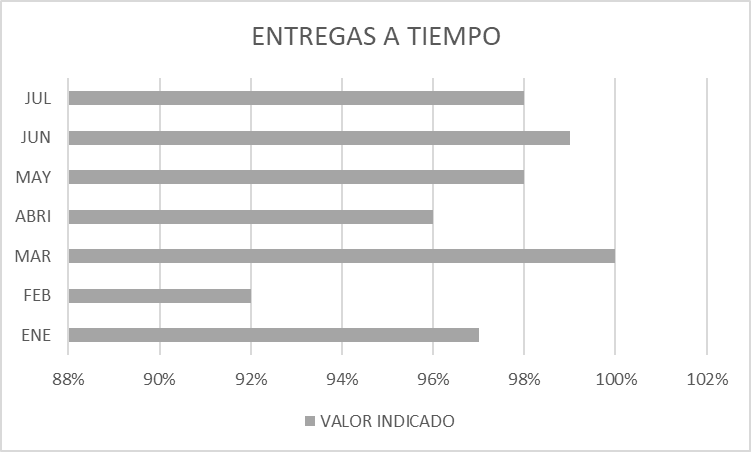 ENTREGAS A TIEMPO
JUL
JUN
MAY
ABRI
MAR
FEB
ENE
88% 90% 92% 94% 96% 98% 100% 102%
VALOR INDICADO